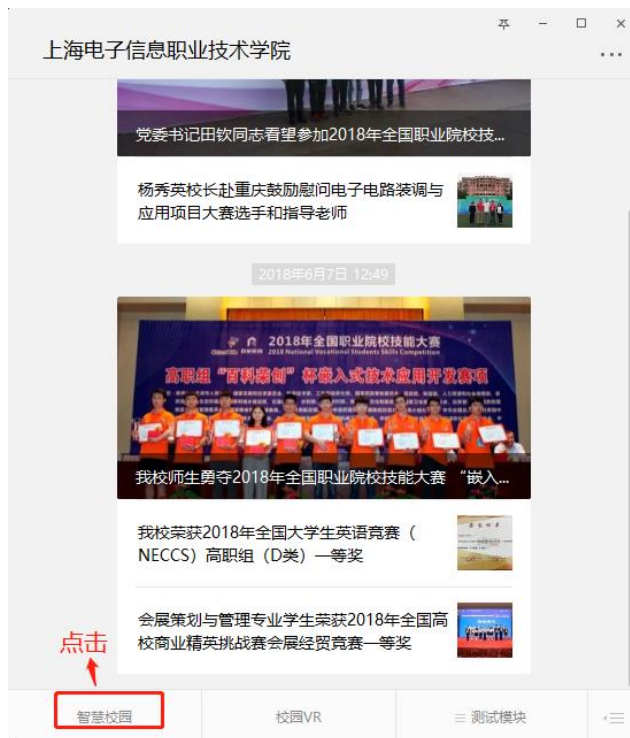 上海电子信息职业技术学院
党委书记田钦同志看望参加2018年全国职业院校技...
杨秀英校长赴重庆鼓励慰问电子电路装调与
应用项目大赛选手和指导老师
2018年6月7日 12:49
2018年全国职业院校技能大赛
2018 National Vocational Students Skills Competition
高职组 “百科荣创” 杯嵌入式技术应用开发赛项
我校师生勇夺2018年全国职业院校技能大赛 “嵌入...
我校荣获2018年全国大学生英语竞赛（
NECCS）高职组（D类）一等奖
会展策划与管理专业学生荣获2018年全国高
校商业精英挑战赛会展经贸竞赛一等奖
点击
智慧校园
校园VR
测试模块